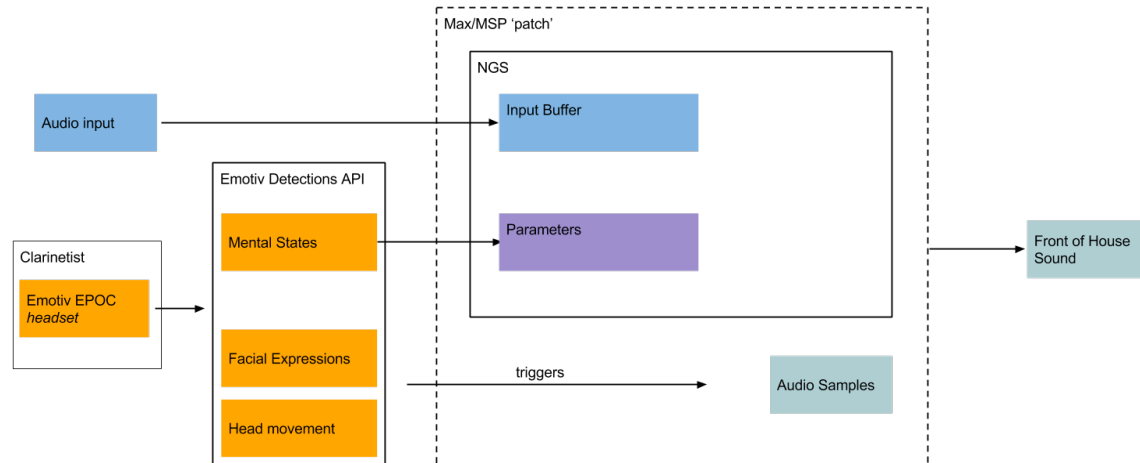 Max/MSP ‘patch’
NGS
Input Buffer
Audio input
Emotiv Detections API
Mental States
Parameters
Clarinetist
Emotiv EPOC
headset
Front of House
Sound
Facial Expressions
triggers
Audio Samples
Head movement